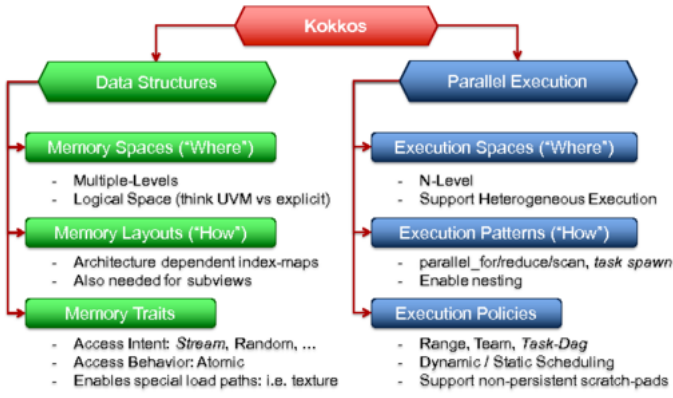 Kokkos
Data Structures
Memory Spaces ("Where")
- Multiple-Levels
- Logical Space (think UVM vs explicit)
Memory Layouts ("How")
- Architecture dependent index-maps
- Also needed for subviews
Memory Traits
- Access Intent: Stream, Random, ...
- Access Behavior: Atomic
- Enables special load paths: i.e. texture
Parallel Execution
Execution Spaces ("Where")
- N-Level
- Support Heterogeneous Execution
Execution Patterns ("How")
- parallel_for/reduce/scan, task spawn
- Enable nesting
Execution Policies
- Range, Team, Task-Dag
- Dynamic / Static Scheduling
- Support non-persistent scratch-pads